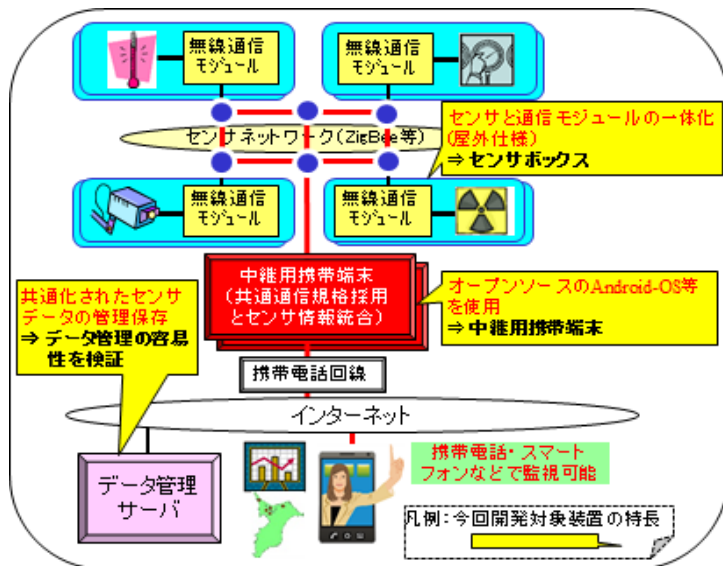 無線通信
モジュール
無線通信
モジュール
センサネットワーク(ZigBee等)
センサと通信モジュールの一体化
(屋外仕様)
⇒ センサボックス
無線通信
モジュール
無線通信
モジュール
中継用携帯端末
(共通通信規格採用
とセンサ情報統合)
オープンソースのAndroid-OS等
を使用
⇒ 中継用携帯端末
共通化されたセンサ
データの管理保存
⇒ データ管理の容易
性を検証
携帯電話回線
インターネット
データ管理
サーバ
携帯電話・スマート
フォンなどで監視可能
凡例:今回開発対象装置の特長